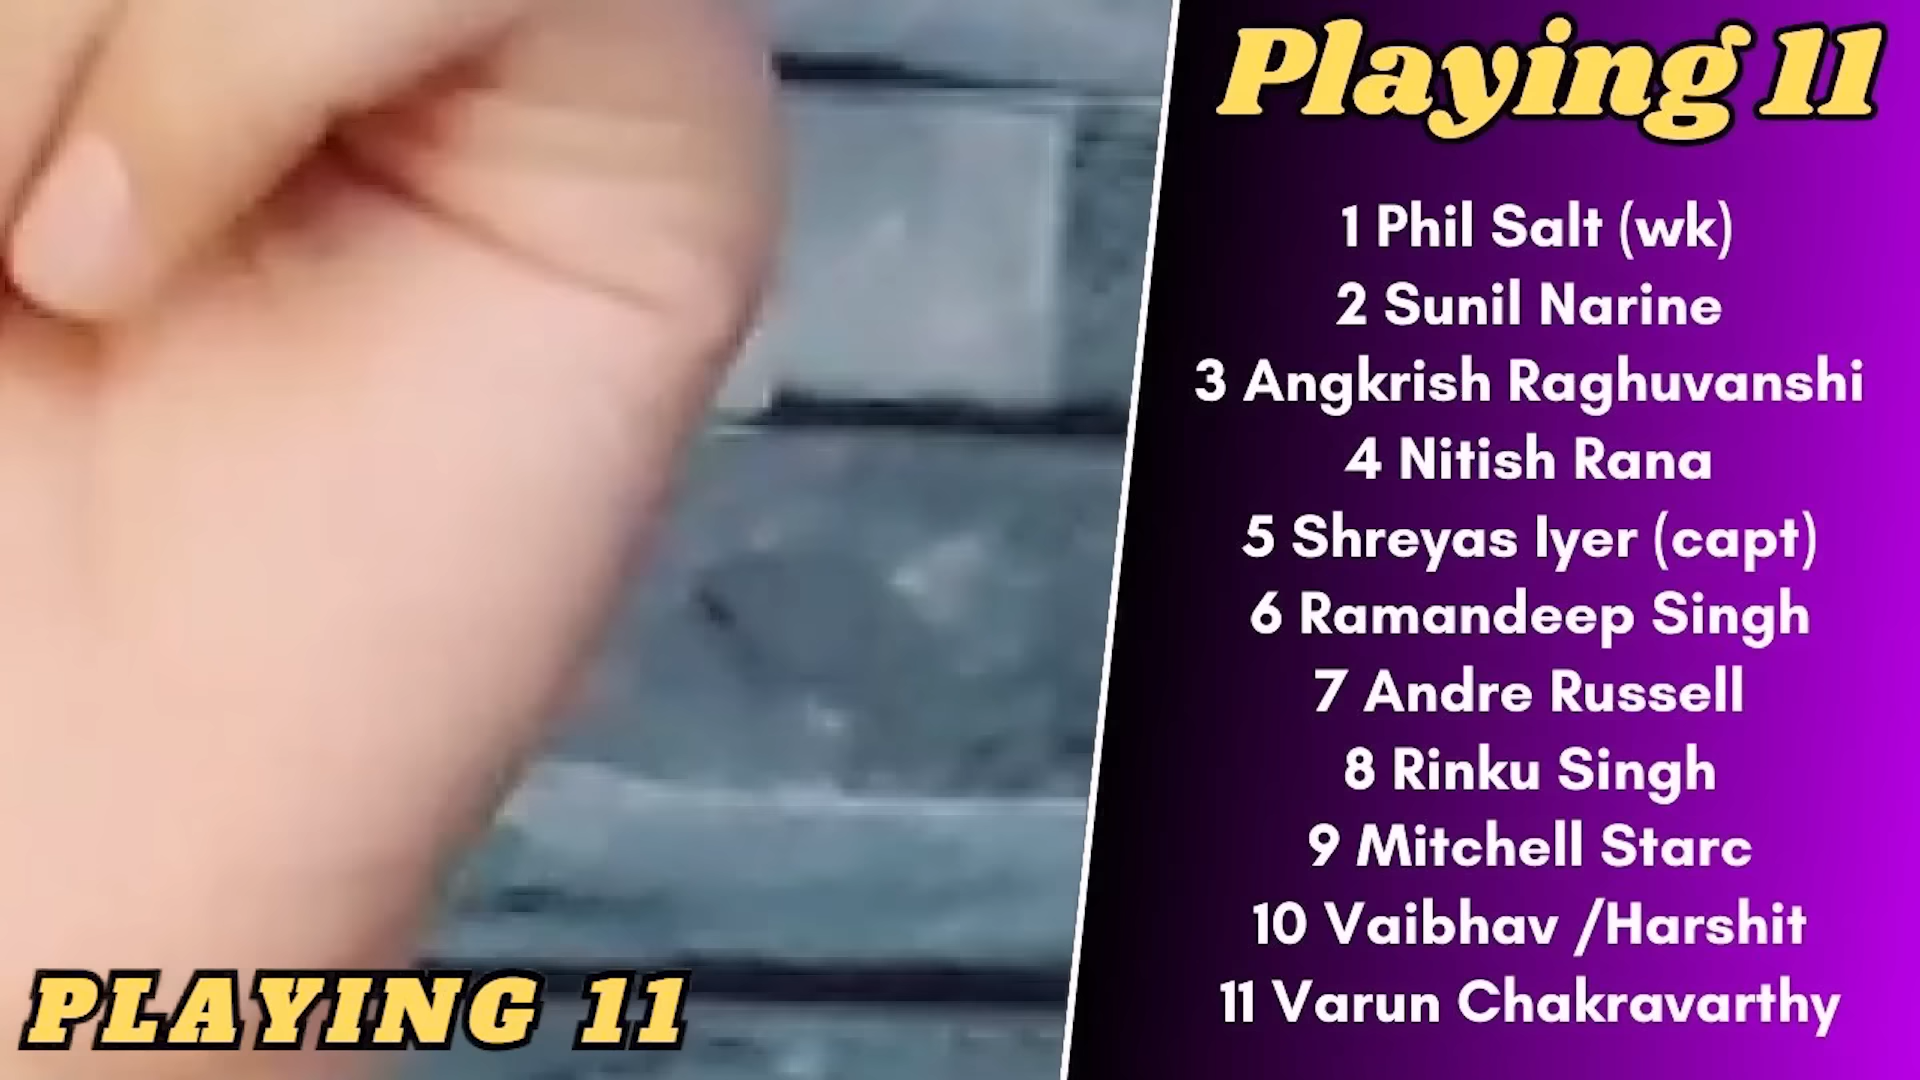 Playing 11
1 Phil Salt (wk)
2 Sunil Narine
3 Angkrish Raghuvanshi
4 Nitish Rana
5 Shreyas Iyer (capt)
6 Ramandeep Singh
7 Andre Russell
8 Rinku Singh
9 Mitchell Starc
10 Vaibhav /Harshit
11 Varun Chakravarthy
PLAYING 11